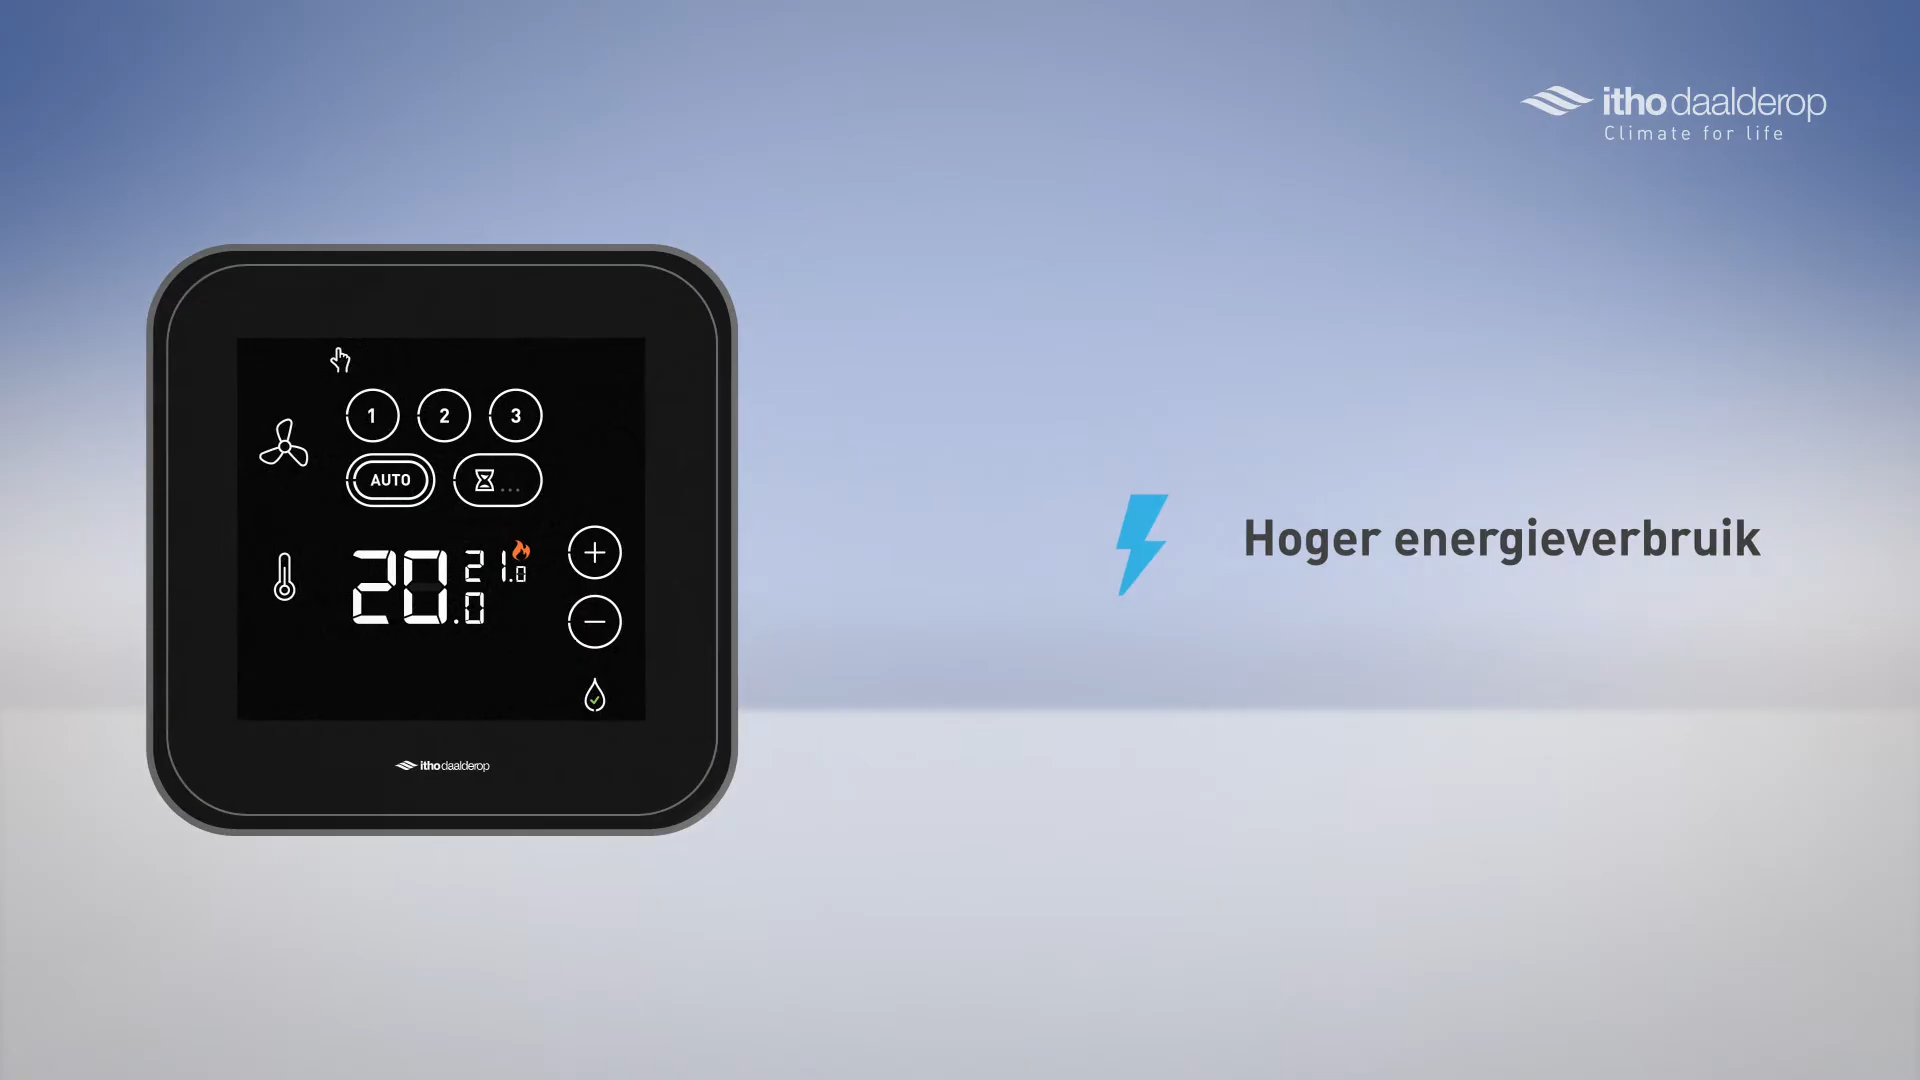 ithodaalderop
Climate for life
1 2 3
AUTO ...
20.0 21.0
Hoger energieverbruik
ithodaalderop